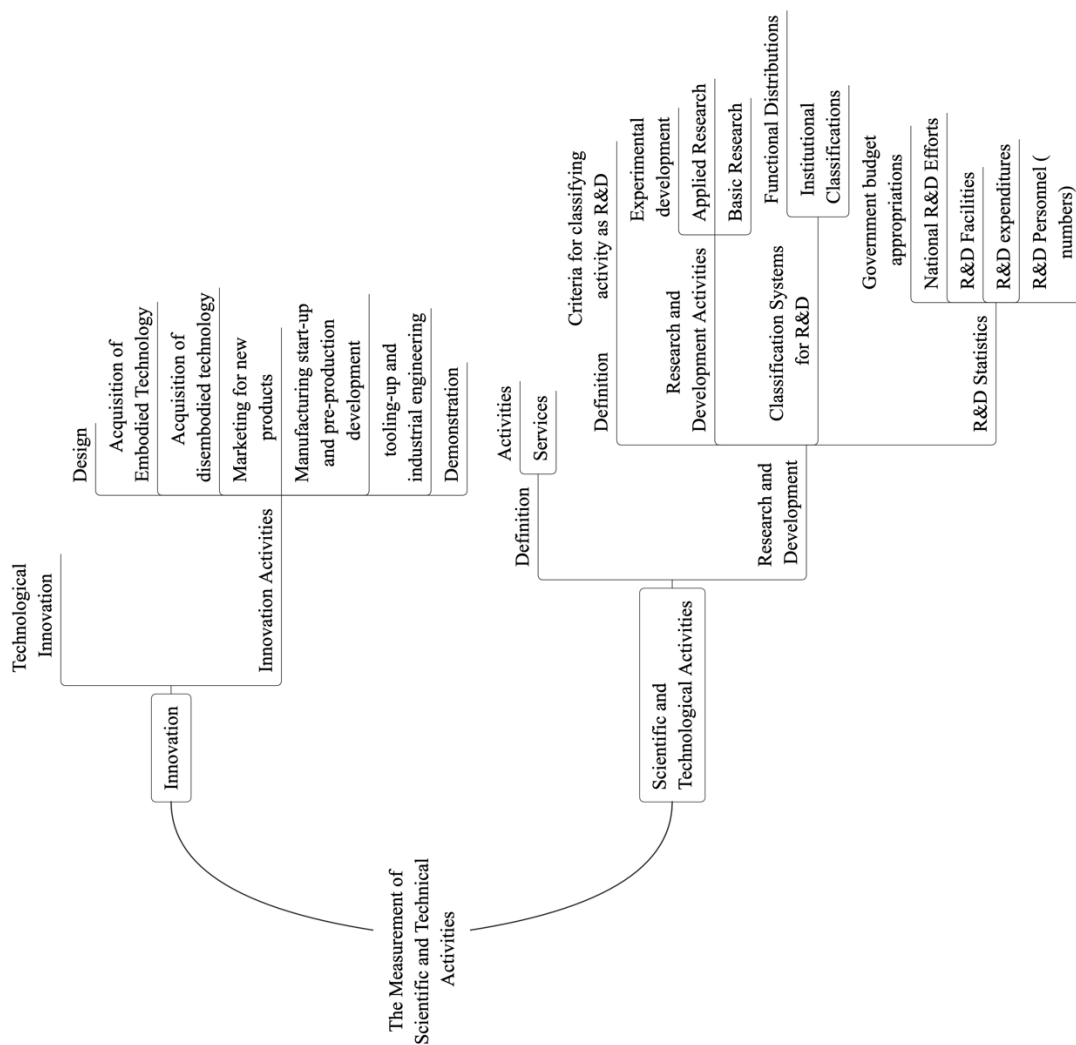 The Measurement of
Scientific and Technical
Activities
Innovation
Technological
Innovation
Innovation Activities
Design
Acquisition of
Embodied Technology
Acquisition of
disembodied technology
Marketing for new
products
Manufacturing start-up
and pre-production
development
tooling-up and
industrial engineering
Demonstration
Scientific and
Technological Activities
Definition
Activities
Services
Research and
Development
Definition
Criteria for classifying
activity as R&D
Research and
Development Activities
Experimental
development
Applied Research
Basic Research
Classification Systems
for R&D
Functional Distributions
Institutional
Classifications
R&D Statistics
Government budget
appropriations
National R&D Efforts
R&D Facilities
R&D expenditures
R&D Personnel (
numbers)